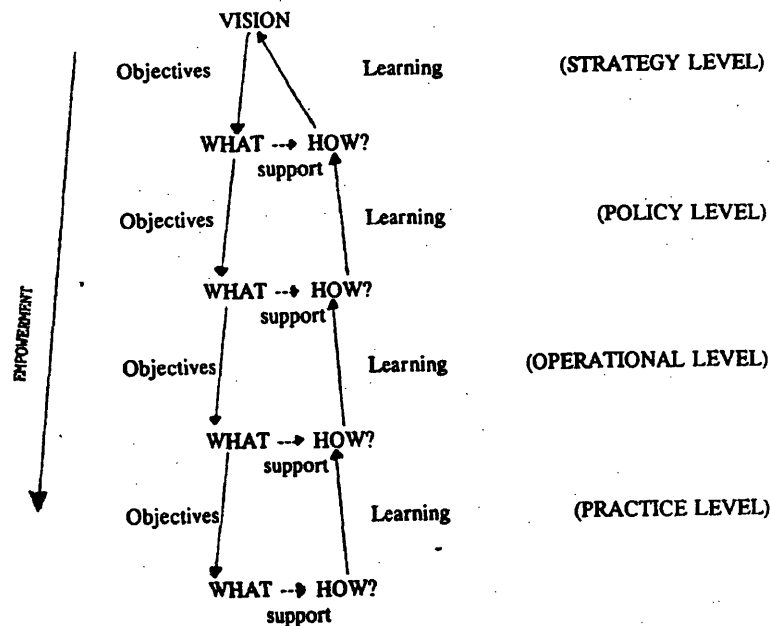 VISION
Objectives Learning (STRATEGY LEVEL)
WHAT --> HOW?
support
Objectives Learning (POLICY LEVEL)
WHAT --> HOW?
support
EMPOWERMENT
Objectives Learning (OPERATIONAL LEVEL)
WHAT --> HOW?
support
Objectives Learning (PRACTICE LEVEL)
WHAT --> HOW?
support